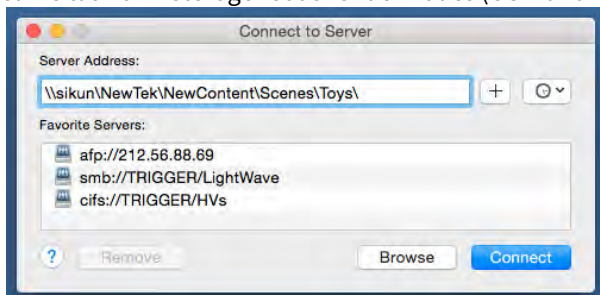 Connect to Server
Server Address:
\\sikun\NewTek\NewContent\Scenes\Toys\
Favorite Servers:
afp://212.56.88.69
smb://TRIGGER/LightWave
cifs://TRIGGER/HVs
? Remove Browse Connect